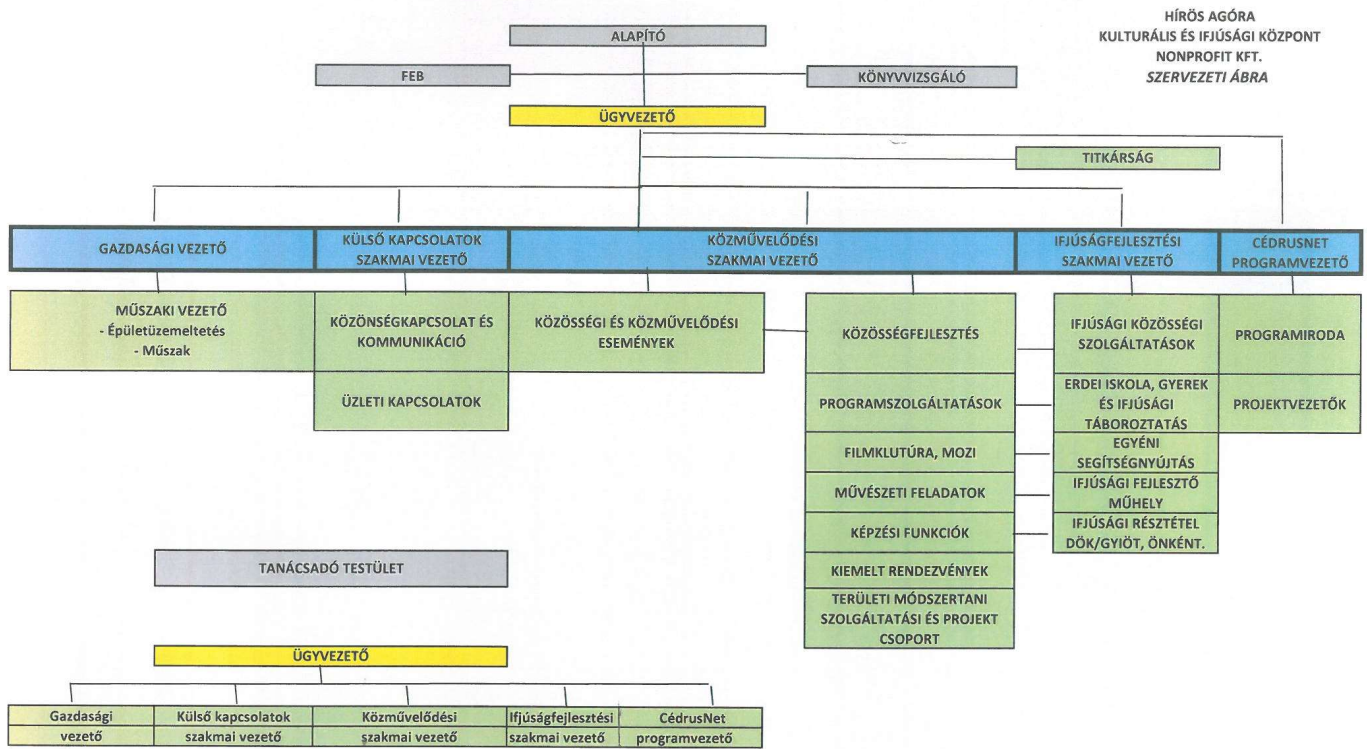 HÍRÖS AGÓRA
KULTURÁLIS ÉS IFJÚSÁGI KÖZPONT
NONPROFIT KFT.
SZERVEZETI ÁBRA
ALAPÍTÓ
FEB
KÖNYVVIZSGÁLÓ
ÜGYVEZETŐ
TITKÁRSÁG
GAZDASÁGI VEZETŐ
KÜLSŐ KAPCSOLATOK
SZAKMAI VEZETŐ
KÖZMŰVELŐDÉSI
SZAKMAI VEZETŐ
IFJÚSÁGFEJLESZTÉSI
SZAKMAI VEZETŐ
CÉDRUSNET
PROGRAMVEZETŐ
MŰSZAKI VEZETŐ
- Épületüzemeltetés
- Műszak
KÖZÖNSÉGKAPCSOLAT ÉS
KOMMUNIKÁCIÓ
ÜZLETI KAPCSOLATOK
KÖZÖSSÉGI ÉS KÖZMŰVELŐDÉSI
ESEMÉNYEK
KÖZÖSSÉGFEJLESZTÉS
PROGRAMSZOLGÁLTATÁSOK
FILMKLUTÚRA, MOZI
MŰVÉSZETI FELADATOK
KÉPZÉSI FUNKCIÓK
KIEMELT RENDEZVÉNYEK
TERÜLETI MÓDSZERTANI
SZOLGÁLTATÁSI ÉS PROJEKT
CSOPORT
IFJÚSÁGI KÖZÖSSÉGI
SZOLGÁLTATÁSOK
ERDEI ISKOLA, GYEREK
ÉS IFJÚSÁGI
TÁBOROZTATÁS
EGYÉNI
SEGÍTSÉGNYÚJTÁS
IFJÚSÁGI FEJLESZTŐ
MŰHELY
IFJÚSÁGI RÉSZTÉTEL
DÖK/GYIÖT, ÖNKÉNT.
PROGRAMIRODA
PROJEKTVEZETŐK
TANÁCSADÓ TESTÜLET
ÜGYVEZETŐ
Gazdasági
vezető
Külső kapcsolatok
szakmai vezető
Közművelődési
szakmai vezető
Ifjúságfejlesztési
szakmai vezető
CédrusNet
programvezető